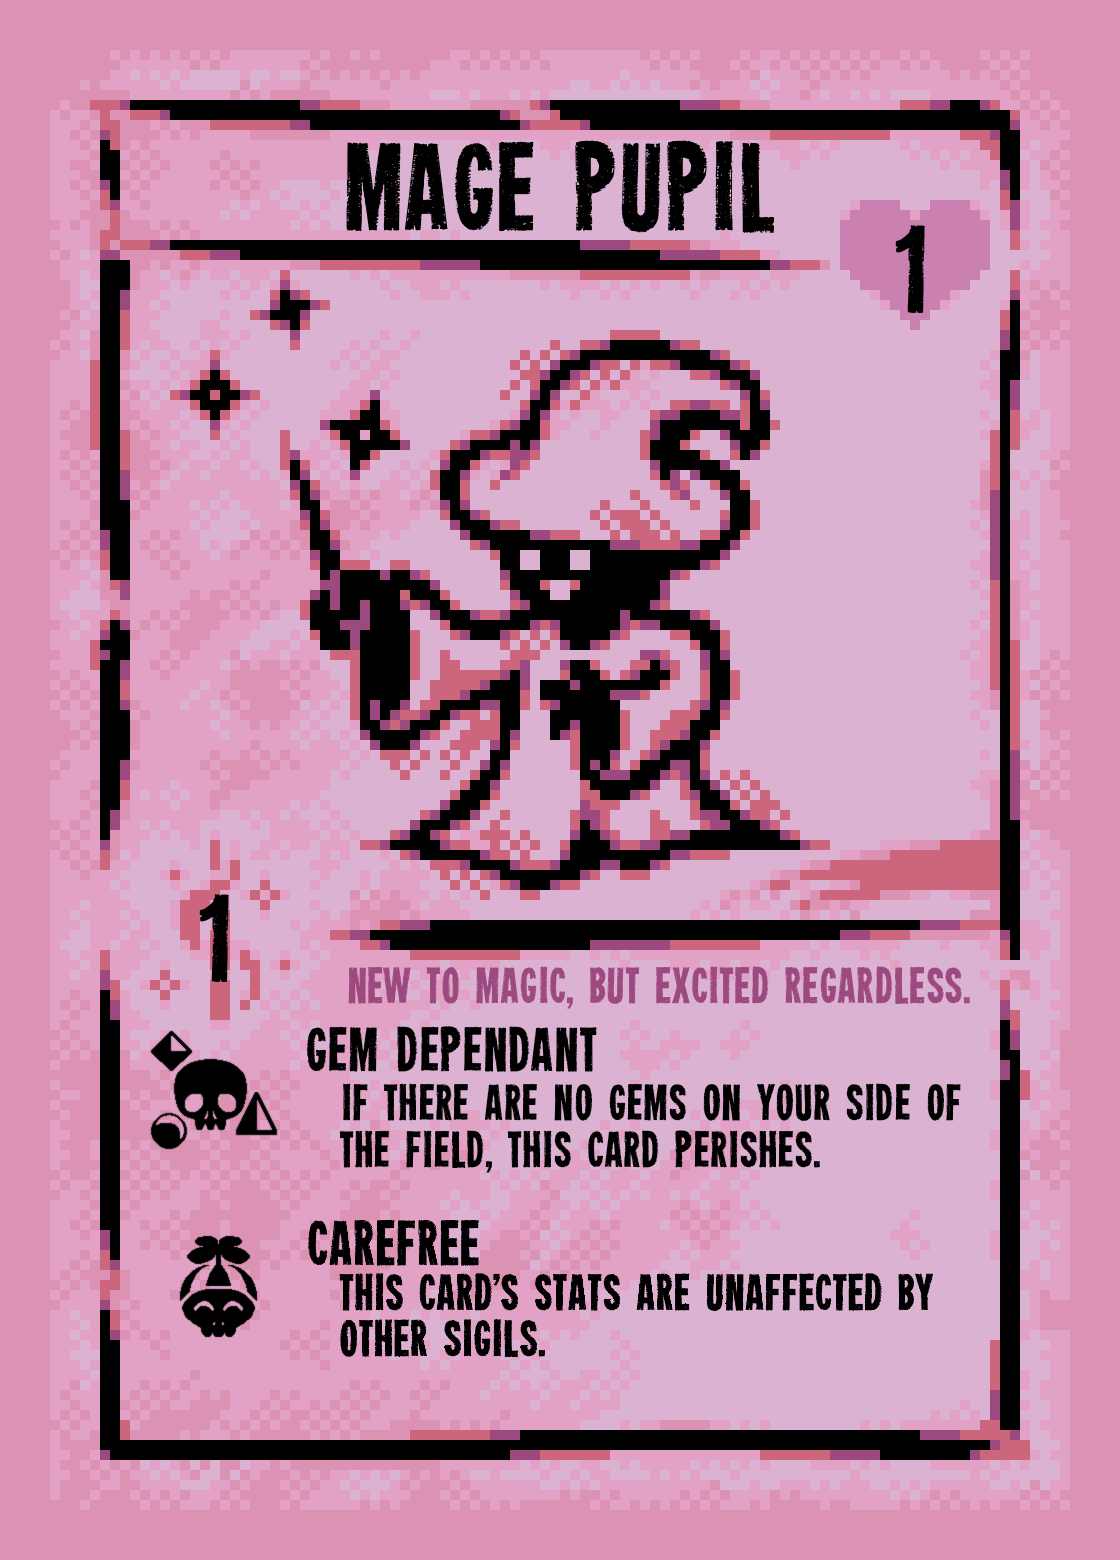 MAGE PUPIL
1
1
NEW TO MAGIC, BUT EXCITED REGARDLESS.
GEM DEPENDANT
IF THERE ARE NO GEMS ON YOUR SIDE OF
THE FIELD, THIS CARD PERISHES.
CAREFREE
THIS CARD'S STATS ARE UNAFFECTED BY
OTHER SIGILS.